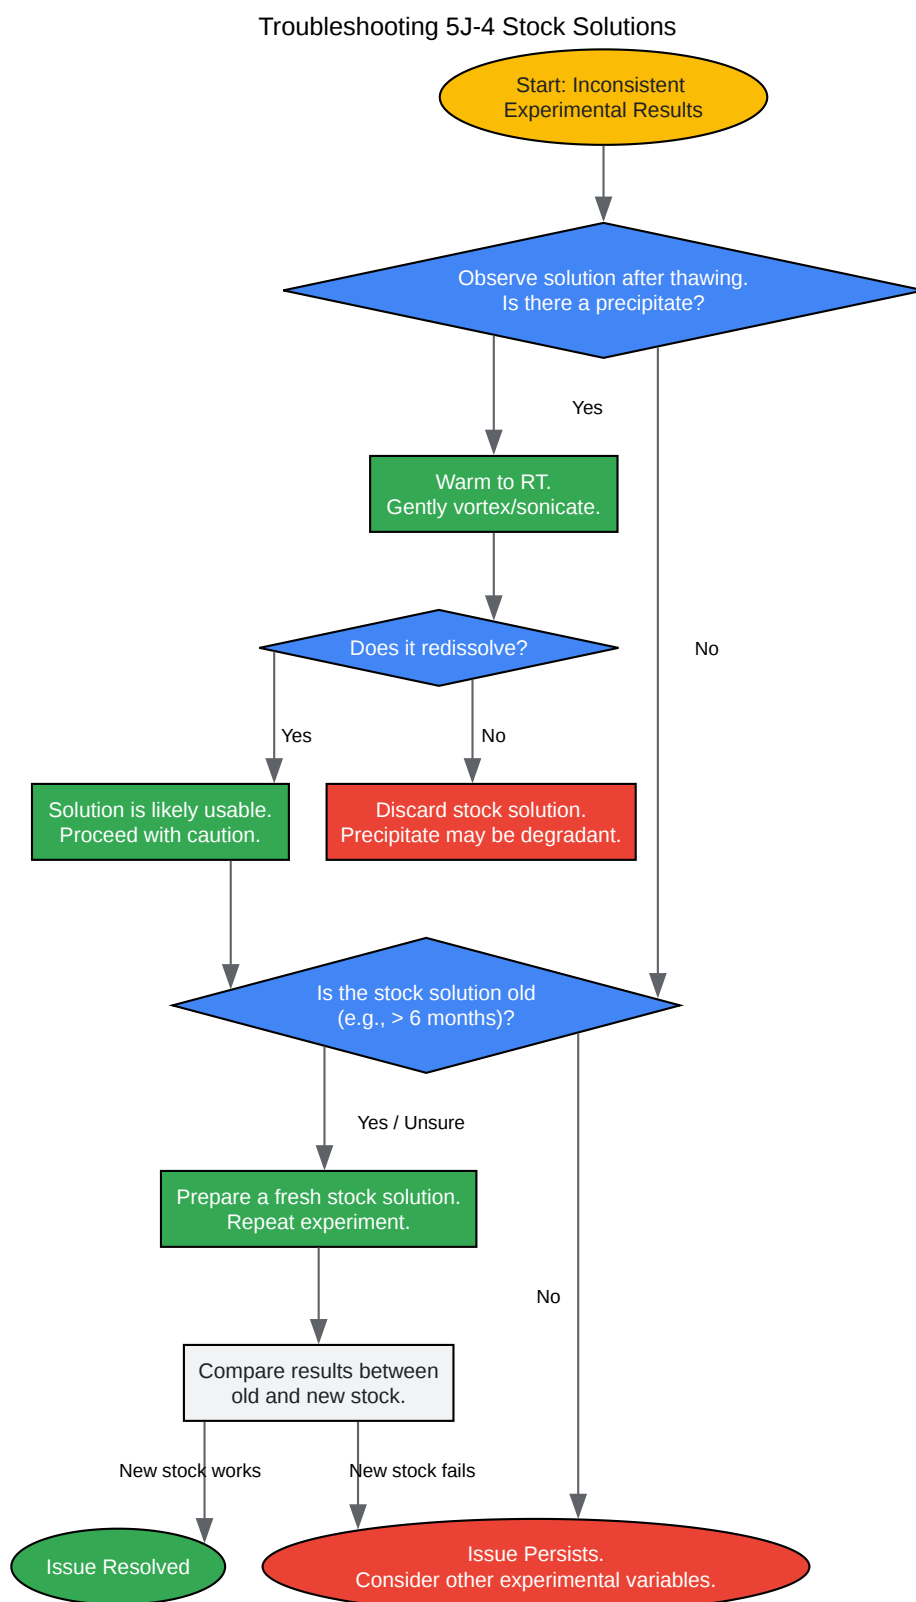 Troubleshooting 5J-4 Stock Solutions
Start: Inconsistent
Experimental Results
Observe solution after thawing.
Is there a precipitate?
Yes
Warm to RT.
Gently vortex/sonicate.
Does it redissolve?
No
Yes
No
Solution is likely usable.
Proceed with caution.
Discard stock solution.
Precipitate may be degradant.
Is the stock solution old
(e.g., > 6 months)?
Yes / Unsure
Prepare a fresh stock solution.
Repeat experiment.
No
Compare results between
old and new stock.
New stock works
New stock fails
Issue Resolved
Issue Persists.
Consider other experimental variables.